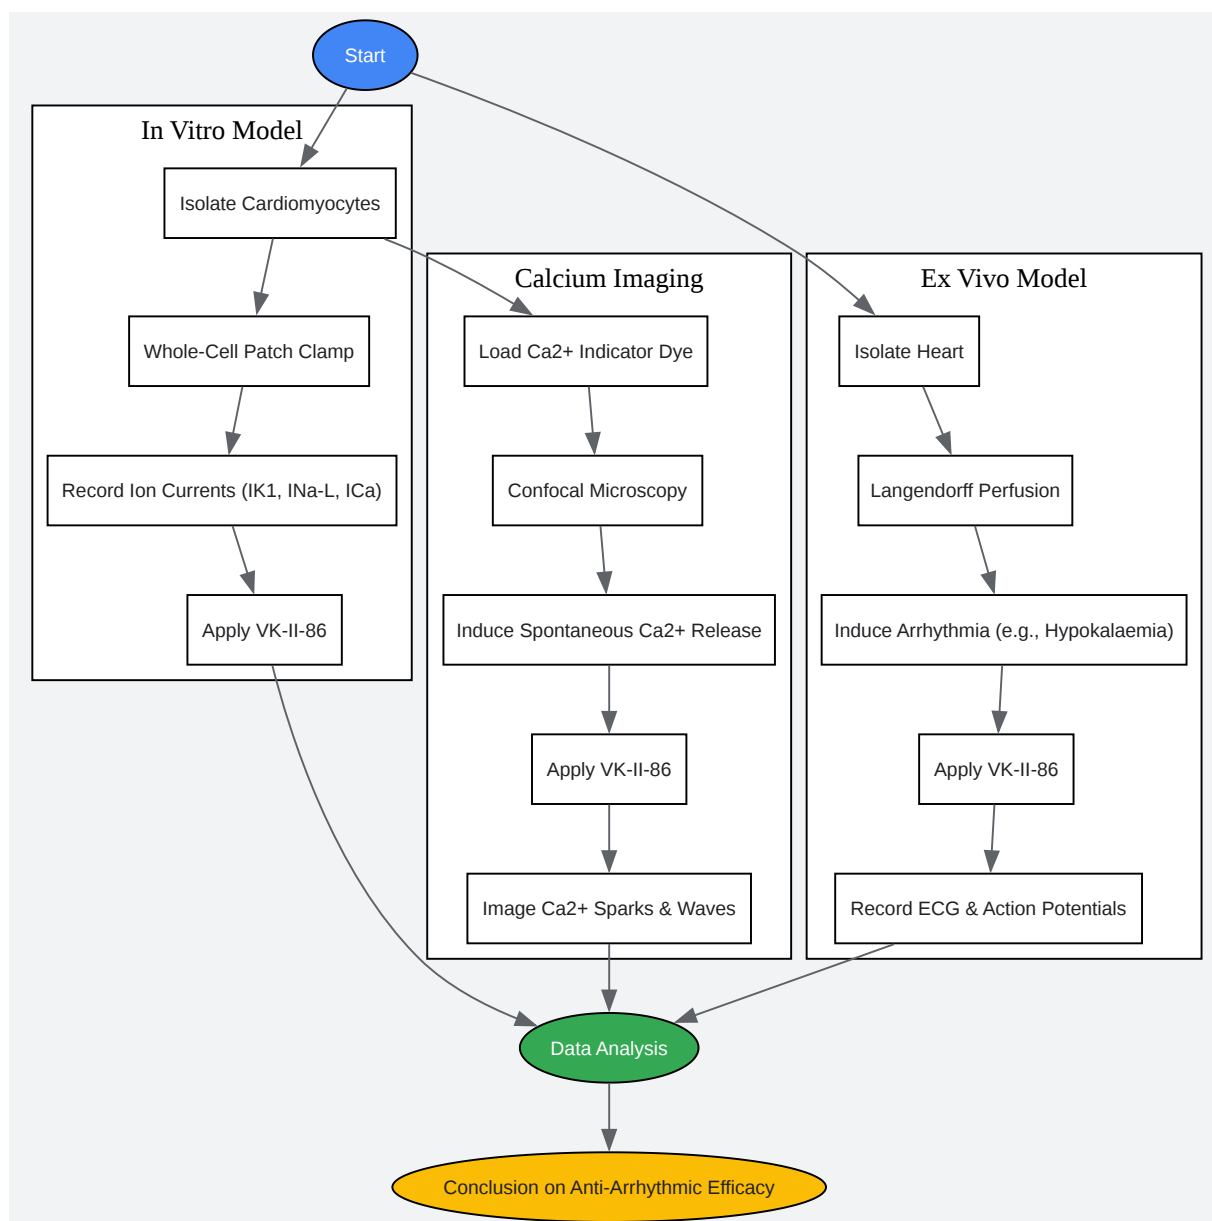 Start
In Vitro Model
Isolate Cardiomyocytes
Whole-Cell Patch Clamp
Record Ion Currents (IK1, INa-L, ICa)
Apply VK-II-86
Calcium Imaging
Load Ca2+ Indicator Dye
Confocal Microscopy
Induce Spontaneous Ca2+ Release
Apply VK-II-86
Image Ca2+ Sparks & Waves
Ex Vivo Model
Isolate Heart
Langendorff Perfusion
Induce Arrhythmia (e.g., Hypokalaemia)
Apply VK-II-86
Record ECG & Action Potentials
Data Analysis
Conclusion on Anti-Arrhythmic Efficacy